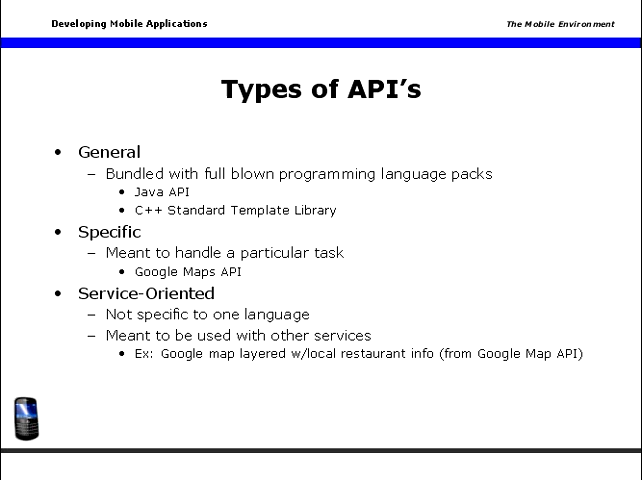 Developing Mobile Applications
The Mobile Environment
Types of API’s
• General
– Bundled with full blown programming language packs
• Java API
• C++ Standard Template Library
• Specific
– Meant to handle a particular task
• Google Maps API
• Service-Oriented
– Not specific to one language
– Meant to be used with other services
• Ex: Google map layered w/local restaurant info (from Google Map API)